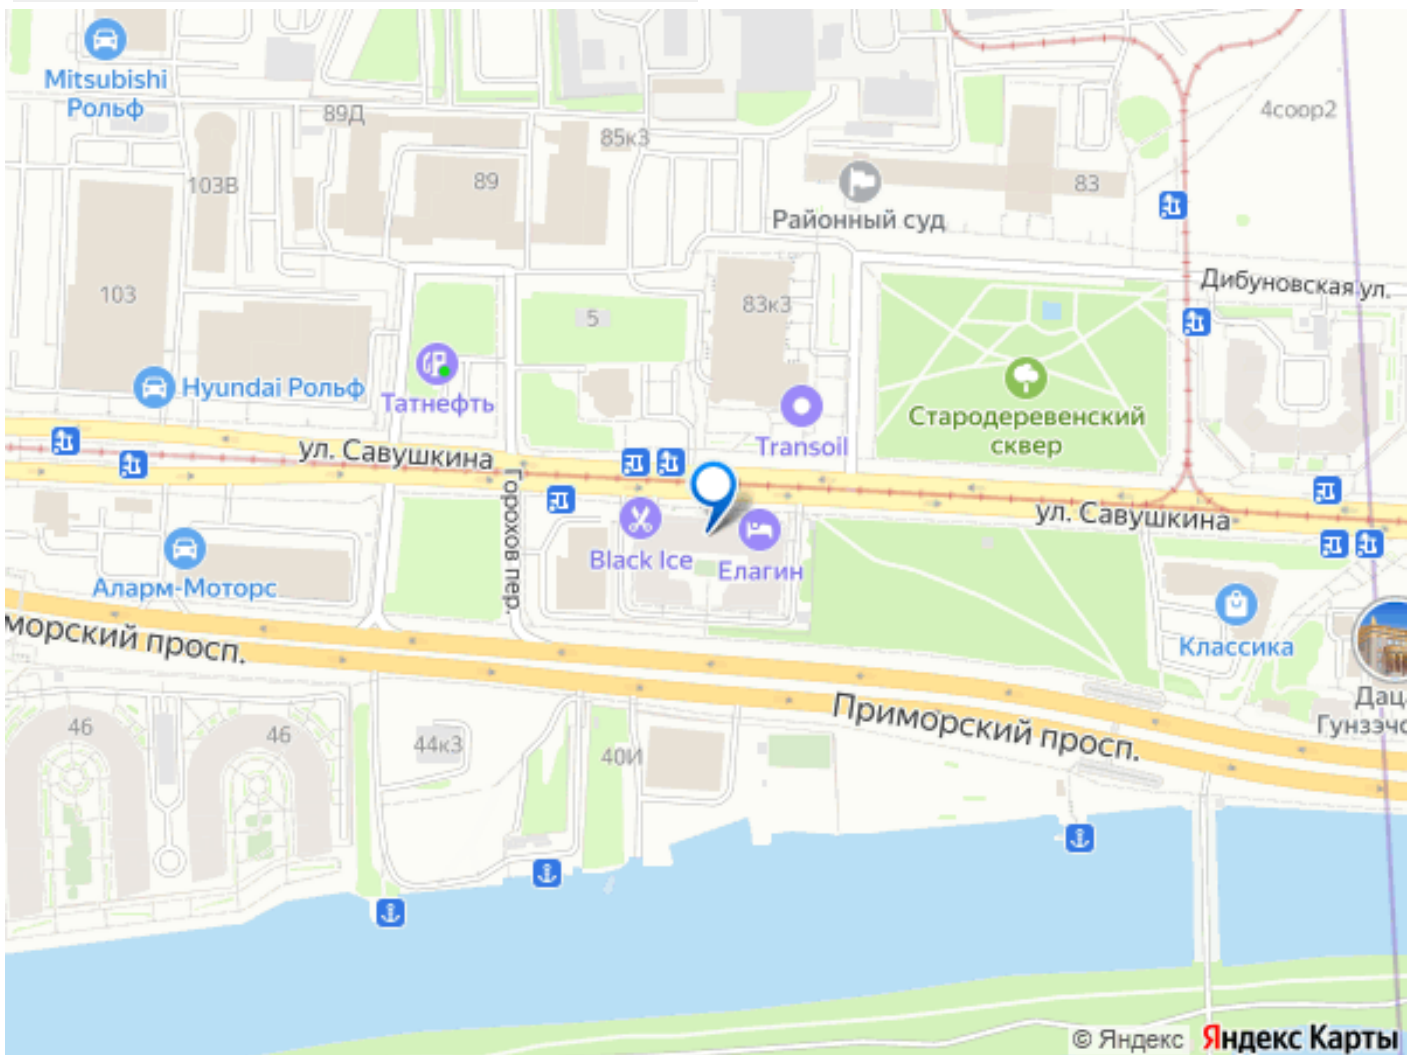 Mitsubishi
Рольф
89Д
85к3
4соор2
103В
89
83
Районный суд
103
5
83к3
Дибуновская ул.
Hyundai Рольф
Татнефть
Стародеревенский
сквер
Transoil
ул. Савушкина
Горохов пер.
ул. Савушкина
Black Ice
Елагин
Аларм-Моторс
Классика
морский просп.
Дац
Гунзэчо
Приморский просп.
46
46
44к3
40И
© Яндекс
Яндекс Карты